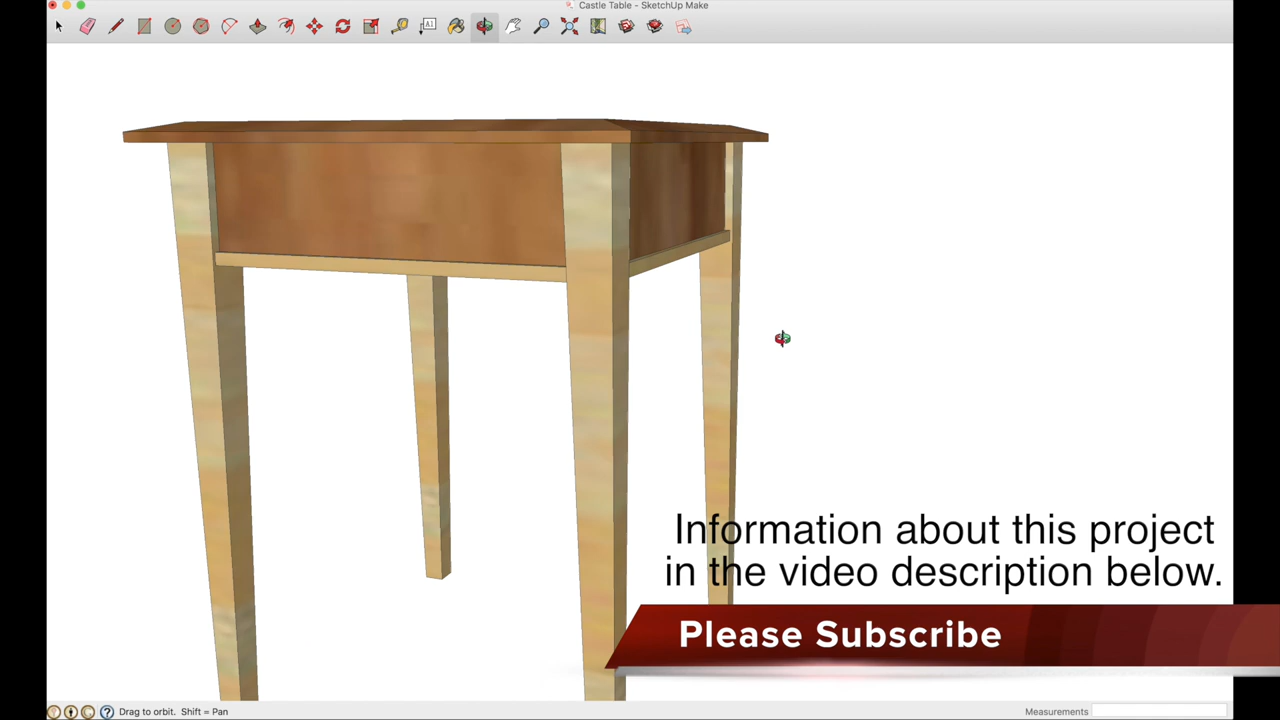 Castle Table - SketchUp Make
A1
Information about this project
in the video description below.
Please Subscribe
Drag to orbit. Shift = Pan
Measurements